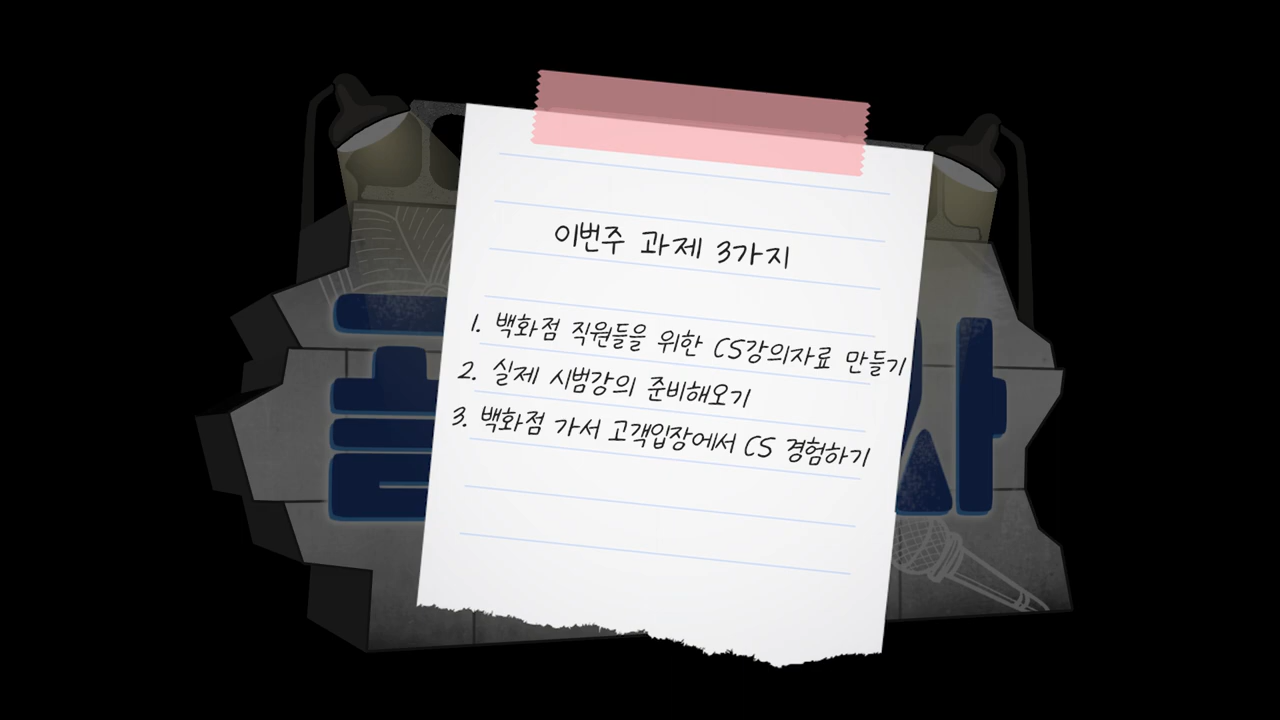 이번주 과제 3가지
1. 백화점 직원들을 위한 CS강의자료 만들기
2. 실제 시범강의 준비해오기
3. 백화점 가서 고객입장에서 CS 경험하기